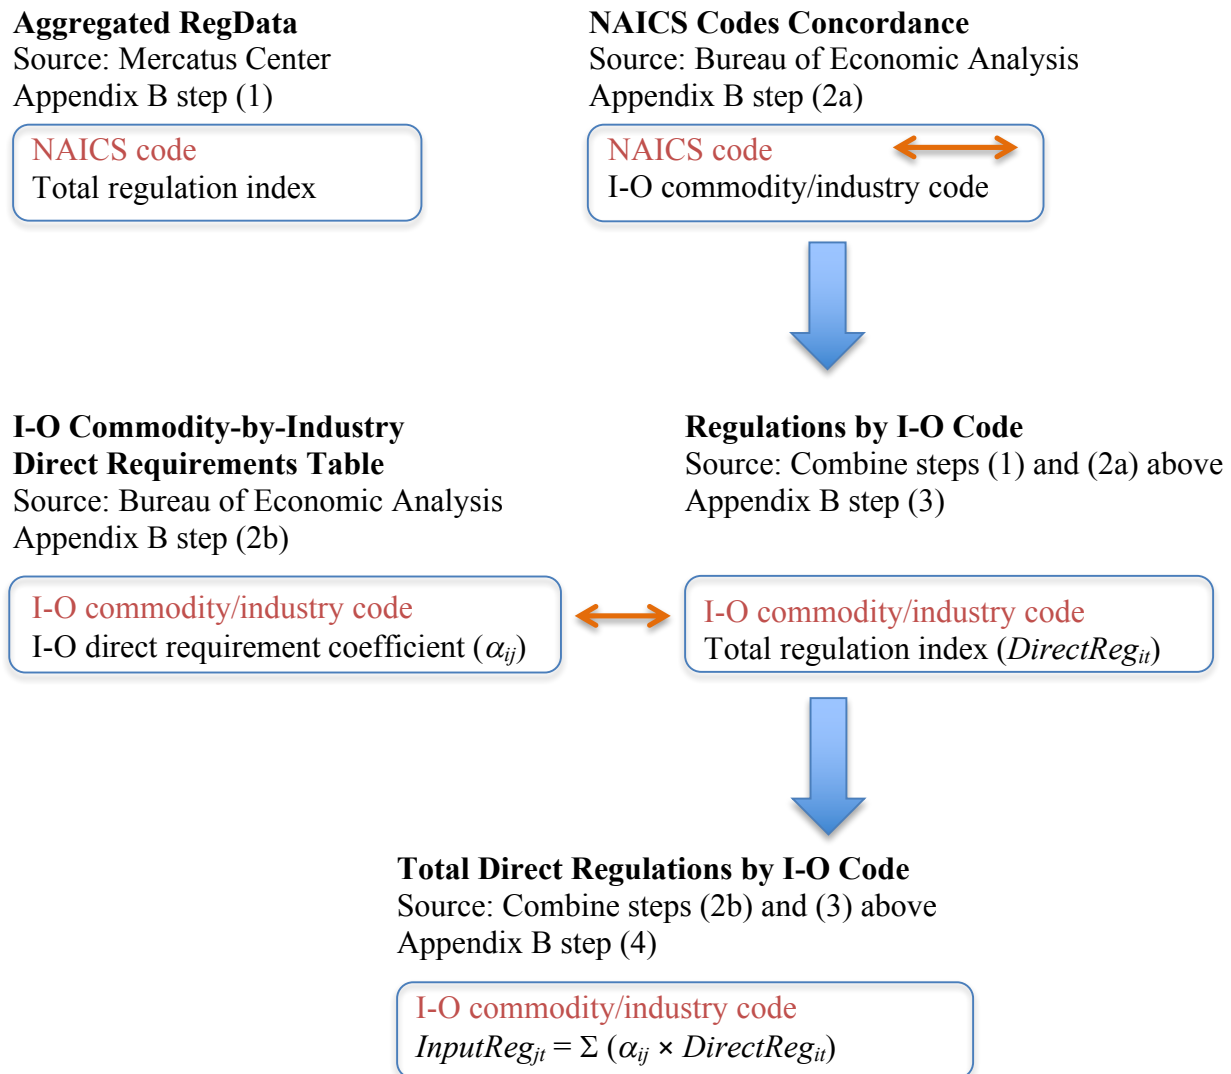 Aggregated RegData
Source: Mercatus Center
Appendix B step (1)
NAICS code
Total regulation index
NAICS Codes Concordance
Source: Bureau of Economic Analysis
Appendix B step (2a)
NAICS code
I-O commodity/industry code
I-O Commodity-by-Industry
Direct Requirements Table
Source: Bureau of Economic Analysis
Appendix B step (2b)
I-O commodity/industry code
I-O direct requirement coefficient (αij)
Regulations by I-O Code
Source: Combine steps (1) and (2a) above
Appendix B step (3)
I-O commodity/industry code
Total regulation index (DirectRegit)
Total Direct Regulations by I-O Code
Source: Combine steps (2b) and (3) above
Appendix B step (4)
I-O commodity/industry code
InputRegjt = Σ (αij × DirectRegit)